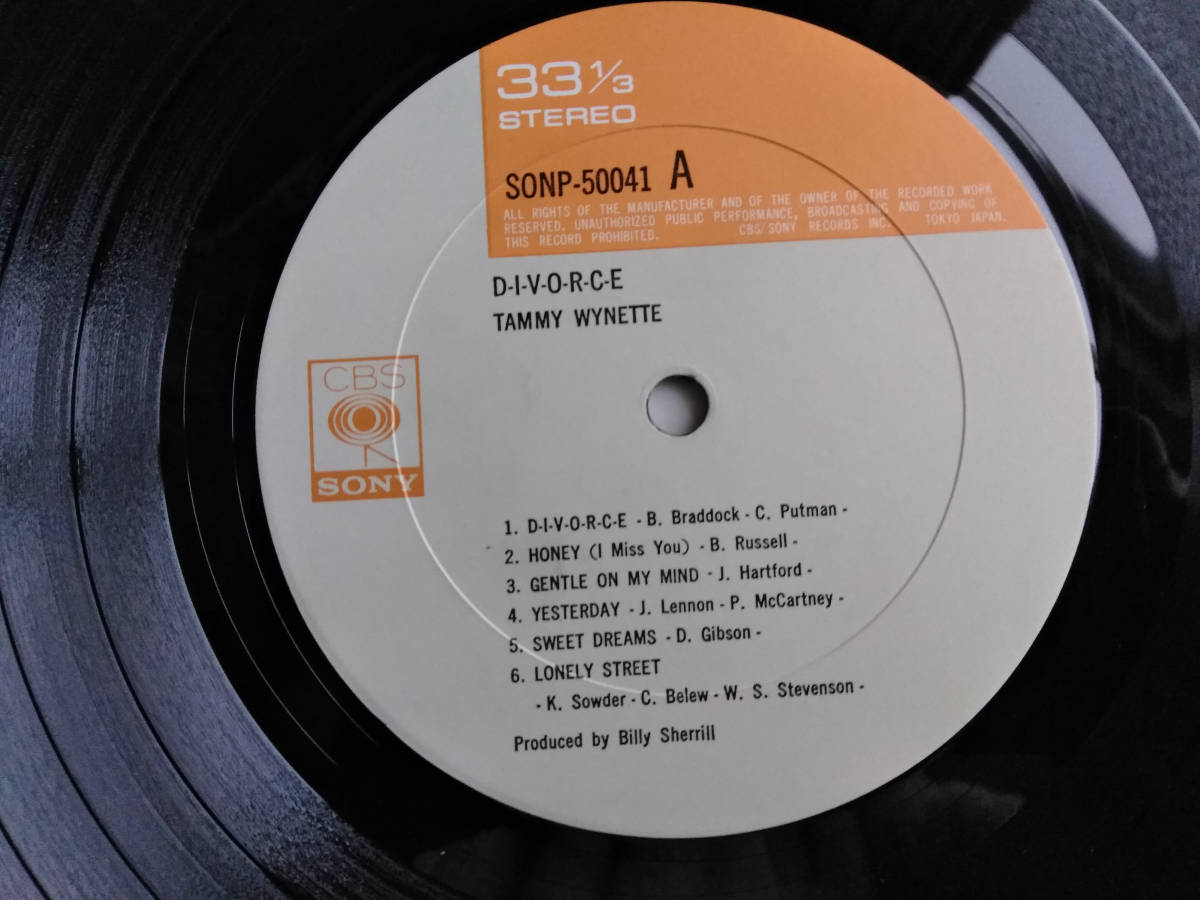 33 1/3
STEREO
SONP-50041 A
ALL RIGHTS OF THE MANUFACTURER AND OF THE OWNER OF THE RECORDED WORK
RESERVED. UNAUTHORIZED PUBLIC PERFORMANCE, BROADCASTING AND COPYING OF
THIS RECORD PROHIBITED. CBS/SONY RECORDS INC. TOKYO JAPAN.
D-I-V-O-R-C-E
TAMMY WYNETTE
CBS
SONY
1. D-I-V-O-R-C-E - B. Braddock - C. Putman -
2. HONEY (I Miss You) - B. Russell -
3. GENTLE ON MY MIND - J. Hartford -
4. YESTERDAY - J. Lennon - P. McCartney -
5. SWEET DREAMS - D. Gibson -
6. LONELY STREET
- K. Sowder - C. Belew - W. S. Stevenson -
Produced by Billy Sherrill